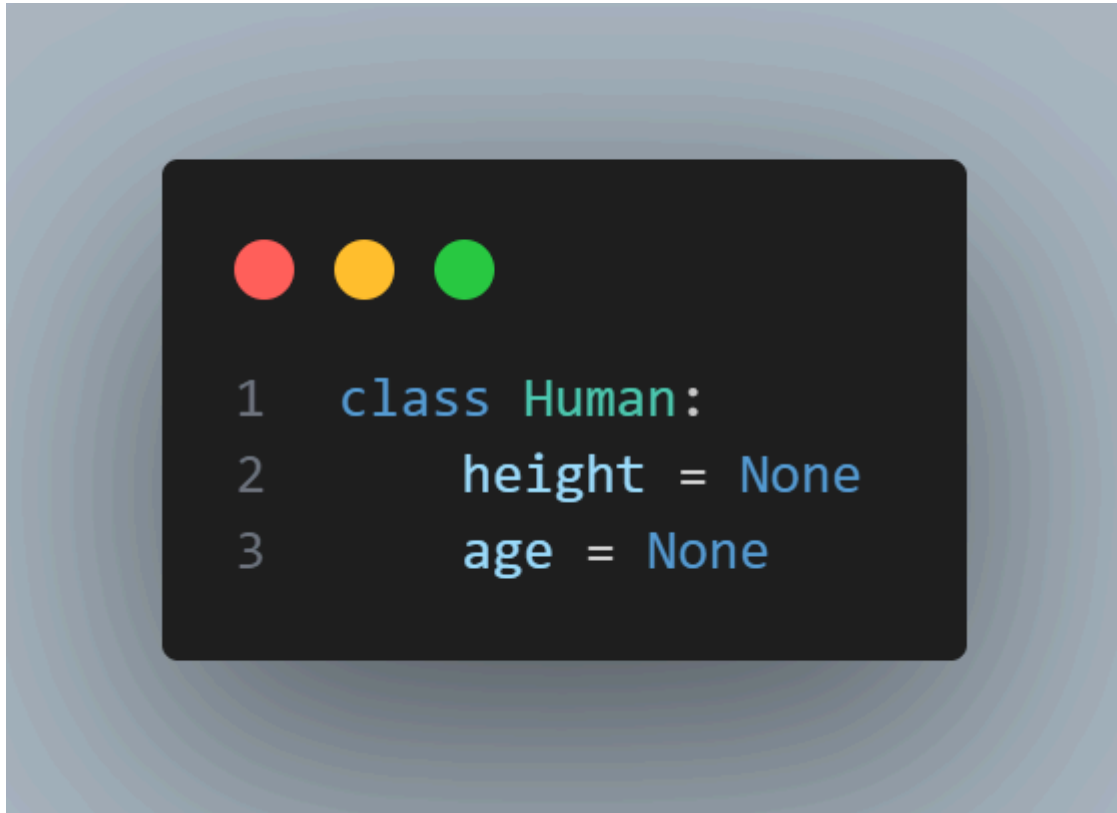 1 class Human:
2     height = None
3     age = None